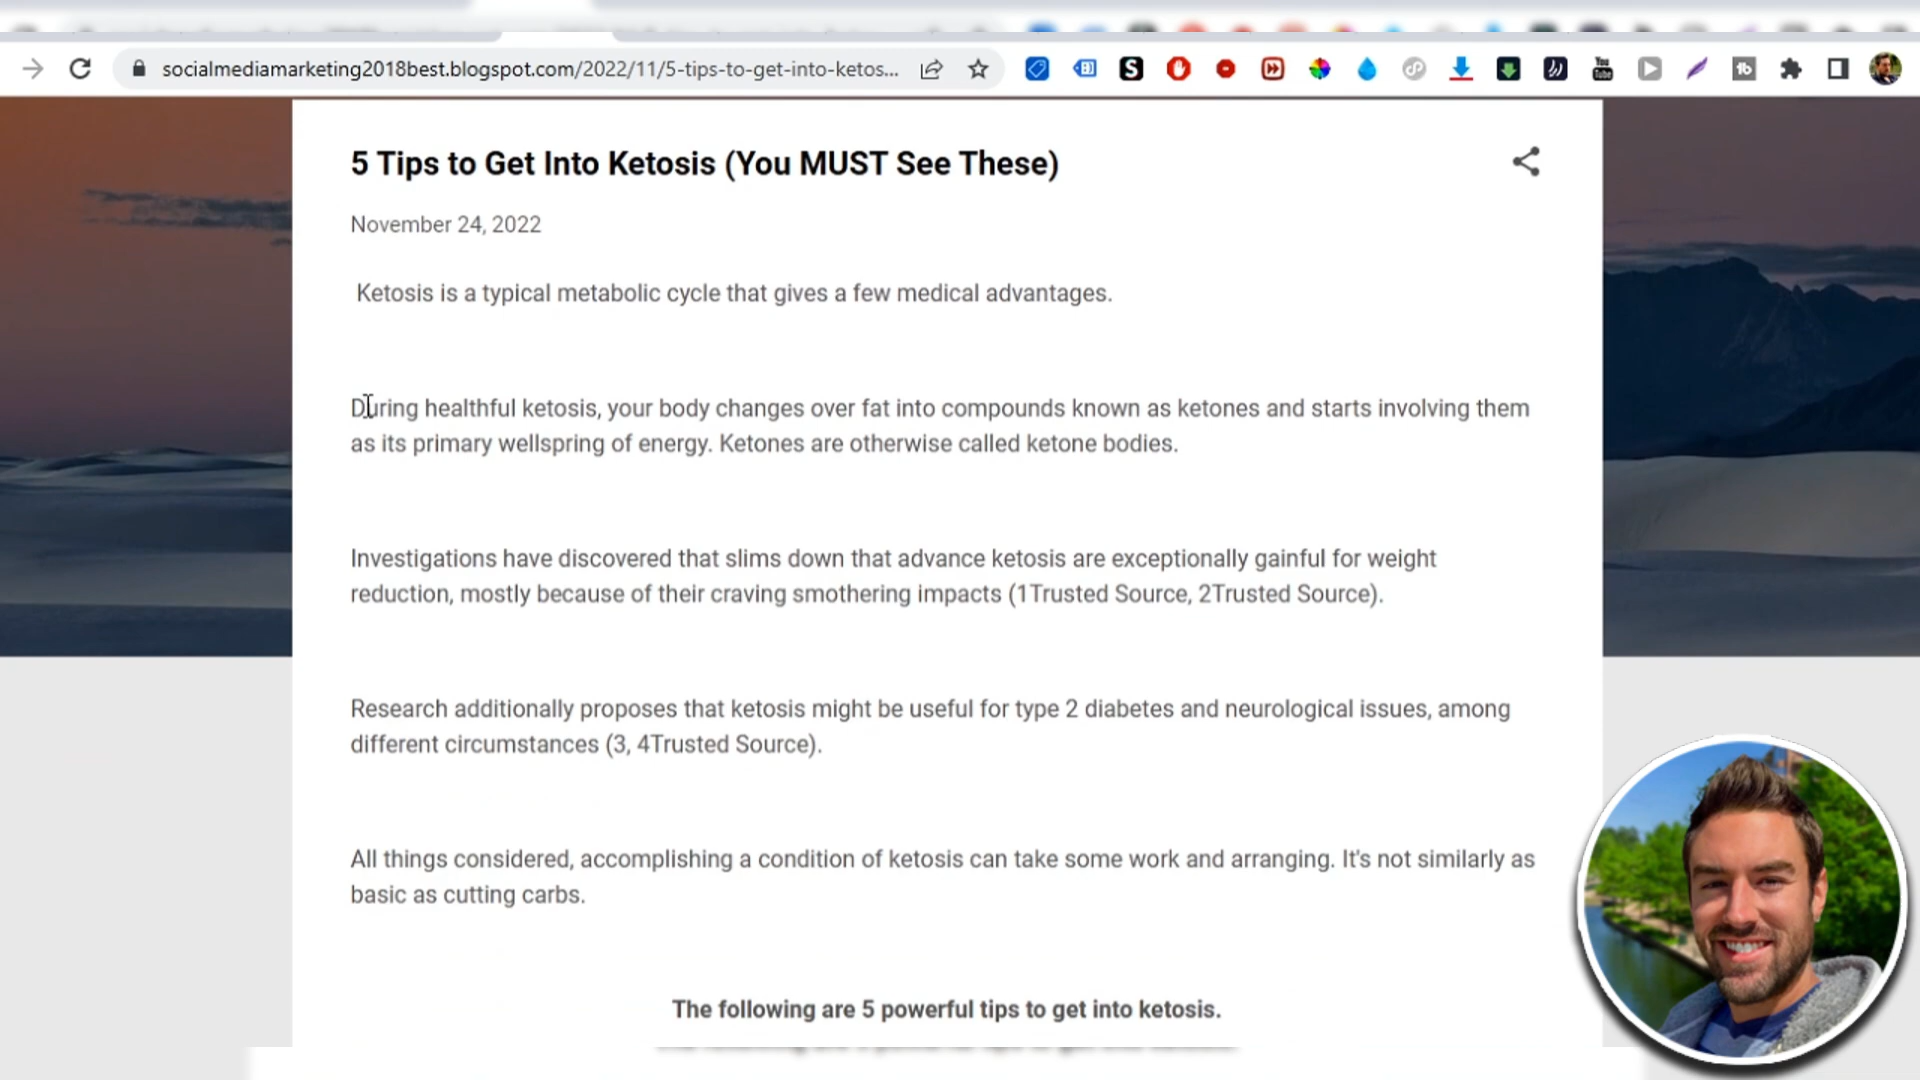 socialmediamarketing2018best.blogspot.com/2022/11/5-tips-to-get-into-ketos...
5 Tips to Get Into Ketosis (You MUST See These)
November 24, 2022
Ketosis is a typical metabolic cycle that gives a few medical advantages.
During healthful ketosis, your body changes over fat into compounds known as ketones and starts involving them
as its primary wellspring of energy. Ketones are otherwise called ketone bodies.
Investigations have discovered that slims down that advance ketosis are exceptionally gainful for weight
reduction, mostly because of their craving smothering impacts (1Trusted Source, 2Trusted Source).
Research additionally proposes that ketosis might be useful for type 2 diabetes and neurological issues, among
different circumstances (3, 4Trusted Source).
All things considered, accomplishing a condition of ketosis can take some work and arranging. It's not similarly as
basic as cutting carbs.
The following are 5 powerful tips to get into ketosis.